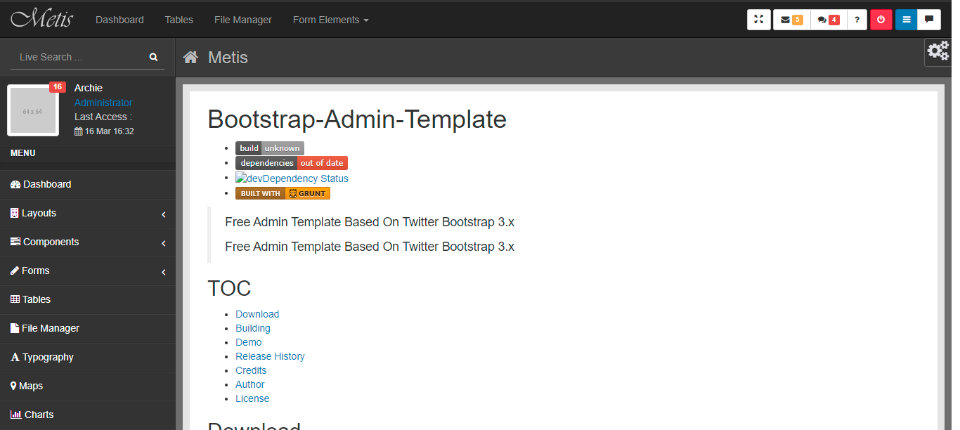 Metis Dashboard Tables File Manager Form Elements 5 4 ?
Live Search ...
Metis
16
64 x 64
Archie
Administrator
Last Access :
16 Mar 16:32
MENU
Dashboard
Layouts
Components
Forms
Tables
File Manager
Typography
Maps
Charts
Bootstrap-Admin-Template
build unknown
dependencies out of date
devDependency Status
BUILT WITH GRUNT
Free Admin Template Based On Twitter Bootstrap 3.x
Free Admin Template Based On Twitter Bootstrap 3.x
TOC
Download
Building
Demo
Release History
Credits
Author
License
Download